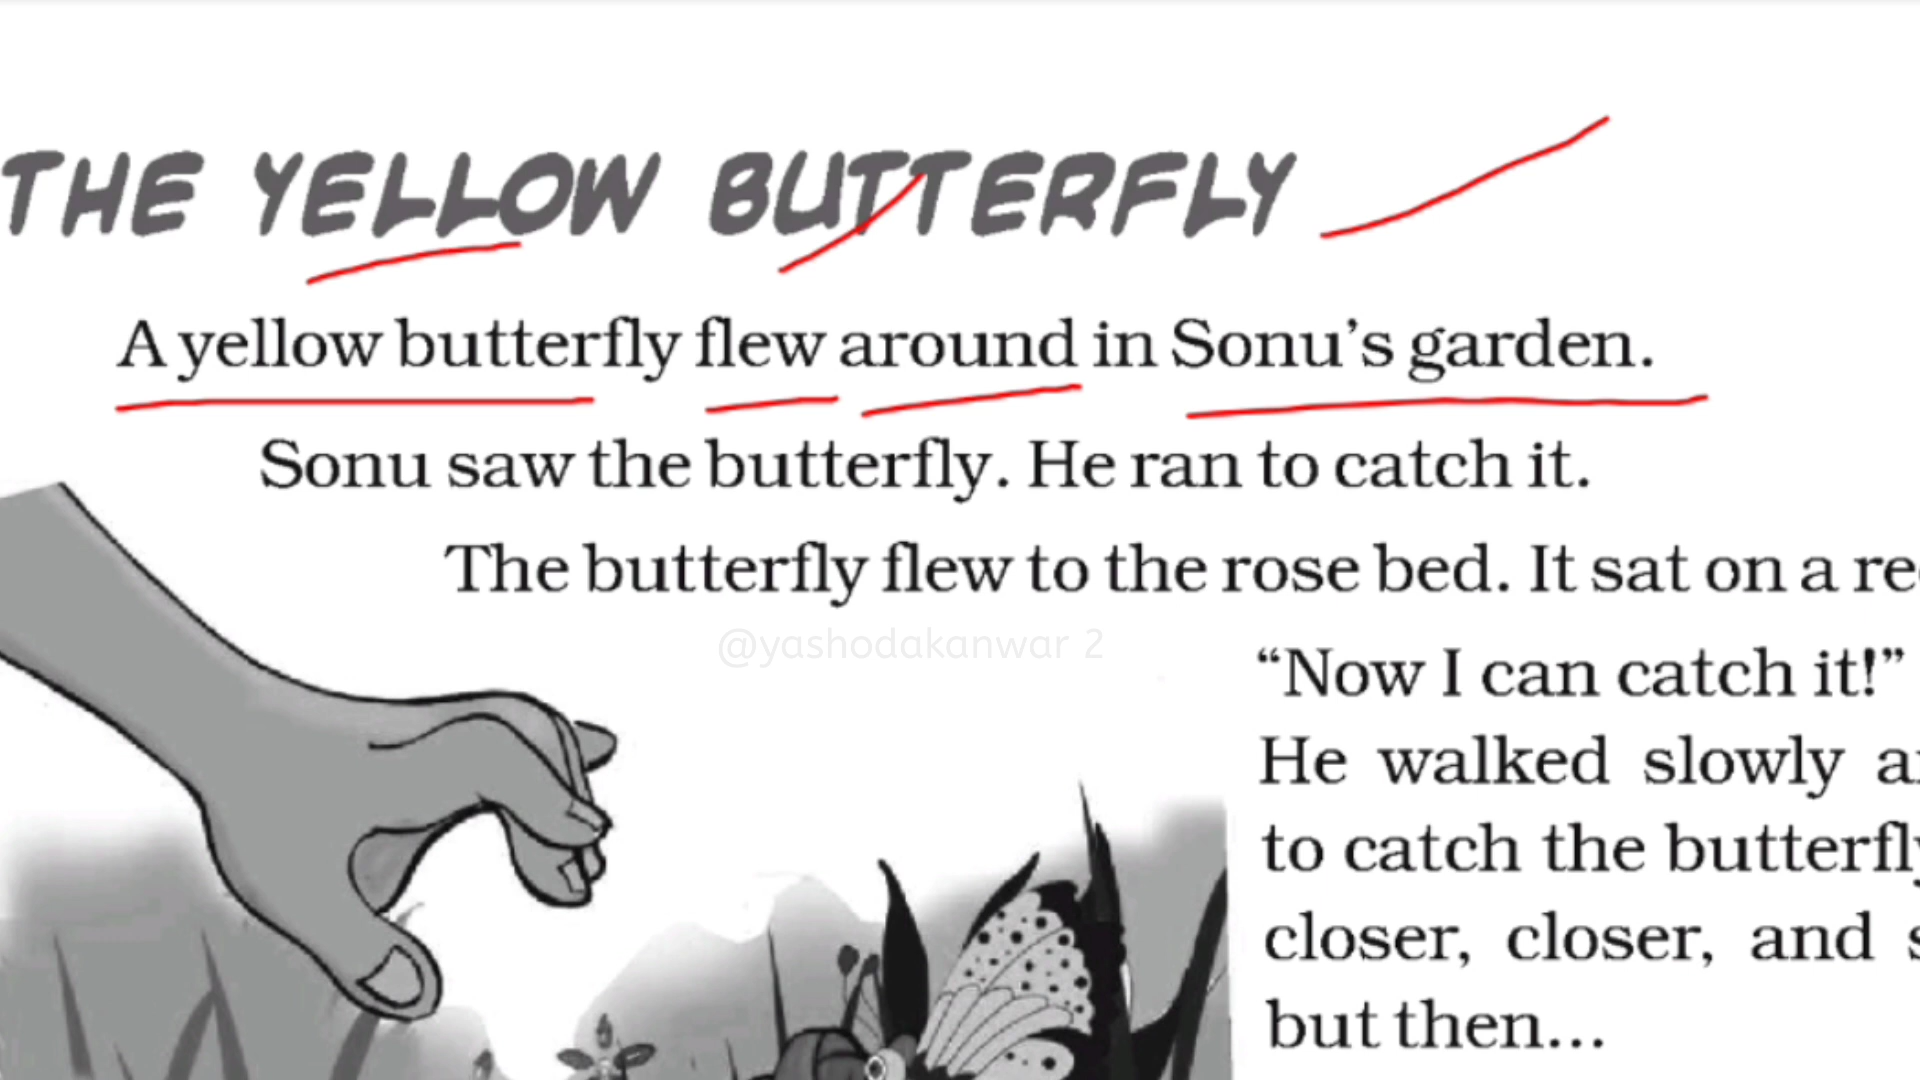 THE YELLOW BUTTERFLY
A yellow butterfly flew around in Sonu’s garden.
Sonu saw the butterfly. He ran to catch it.
The butterfly flew to the rose bed. It sat on a
@yashodakanwar 2
“Now I can catch it!”
He walked slowly
to catch the butterfly
closer, closer, and
but then...